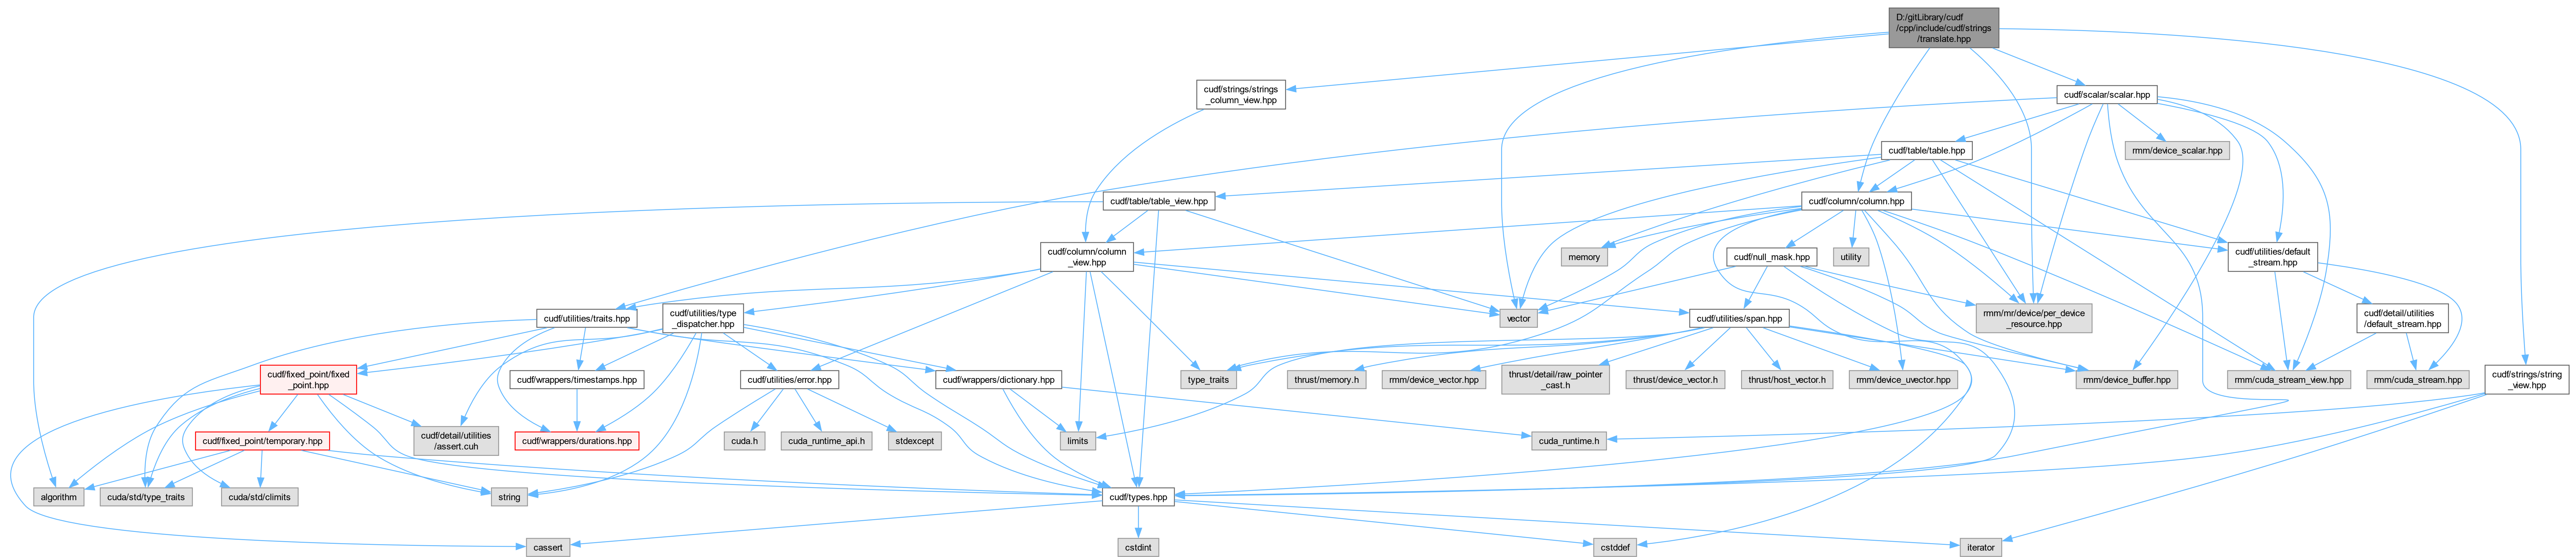 D:/gitLibrary/cudf
/cpp/include/cudf/strings
/translate.hpp
cudf/strings/strings
_column_view.hpp
cudf/scalar/scalar.hpp
cudf/table/table.hpp
rmm/device_scalar.hpp
cudf/table/table_view.hpp
cudf/column/column.hpp
cudf/column/column
_view.hpp
memory
cudf/null_mask.hpp
utility
cudf/utilities/default
_stream.hpp
cudf/utilities/traits.hpp
cudf/utilities/type
_dispatcher.hpp
vector
cudf/utilities/span.hpp
rmm/mr/device/per_device
_resource.hpp
cudf/detail/utilities
/default_stream.hpp
cudf/fixed_point/fixed
_point.hpp
cudf/wrappers/timestamps.hpp
cudf/utilities/error.hpp
cudf/wrappers/dictionary.hpp
type_traits
thrust/memory.h
rmm/device_vector.hpp
thrust/detail/raw_pointer
_cast.h
thrust/device_vector.h
thrust/host_vector.h
rmm/device_uvector.hpp
rmm/device_buffer.hpp
rmm/cuda_stream_view.hpp
rmm/cuda_stream.hpp
cudf/strings/string
_view.hpp
cudf/fixed_point/temporary.hpp
cudf/detail/utilities
/assert.cuh
cudf/wrappers/durations.hpp
cuda.h
cuda_runtime_api.h
stdexcept
limits
cuda_runtime.h
algorithm
cuda/std/type_traits
cuda/std/climits
string
cudf/types.hpp
cassert
cstdint
cstddef
iterator